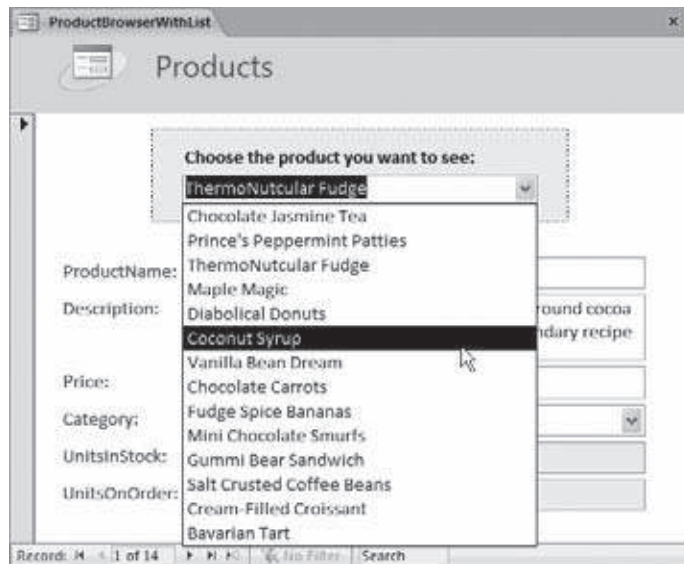 ProductBrowserWithList
Products
Choose the product you want to see:
ThermoNutcular Fudge
Chocolate Jasmine Tea
Prince's Peppermint Patties
ThermoNutcular Fudge
Maple Magic
Diabolical Donuts
Coconut Syrup
Vanilla Bean Dream
Chocolate Carrots
Fudge Spice Bananas
Mini Chocolate Smurfs
Gummi Bear Sandwich
Salt Crusted Coffee Beans
Cream-Filled Croissant
Bavarian Tart
ProductName:
Description:
round cocoa
ndary recipe
Price:
Category:
UnitsInStock:
UnitsOnOrder:
Record: 1 of 14 No Filter Search